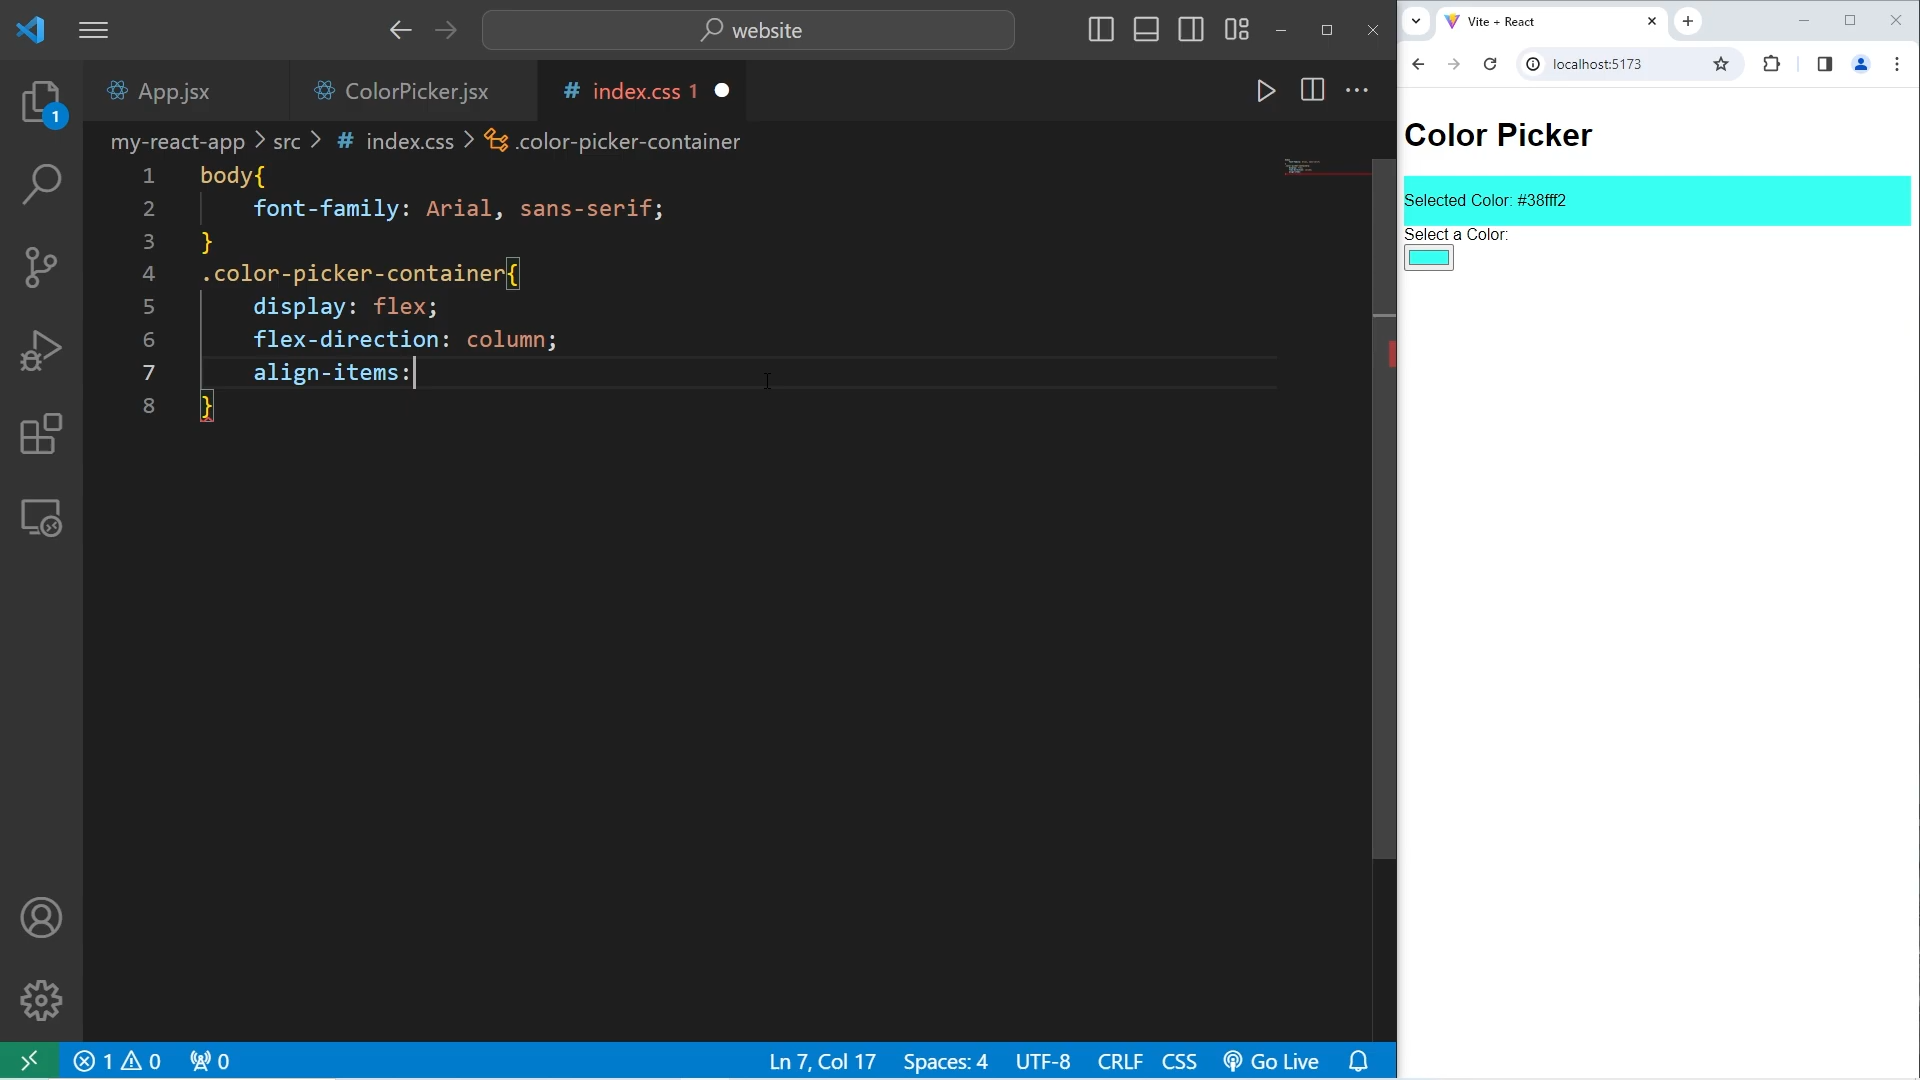 website
Vite + React
localhost:5173
App.jsx
ColorPicker.jsx
# index.css 1
my-react-app > src > # index.css > .color-picker-container
1 body{
2 font-family: Arial, sans-serif;
3 }
4 .color-picker-container{
5 display: flex;
6 flex-direction: column;
7 align-items:
8 }
1
Color Picker
Selected Color: #38fff2
Select a Color:
1 0 0 Ln 7, Col 17 Spaces: 4 UTF-8 CRLF CSS Go Live